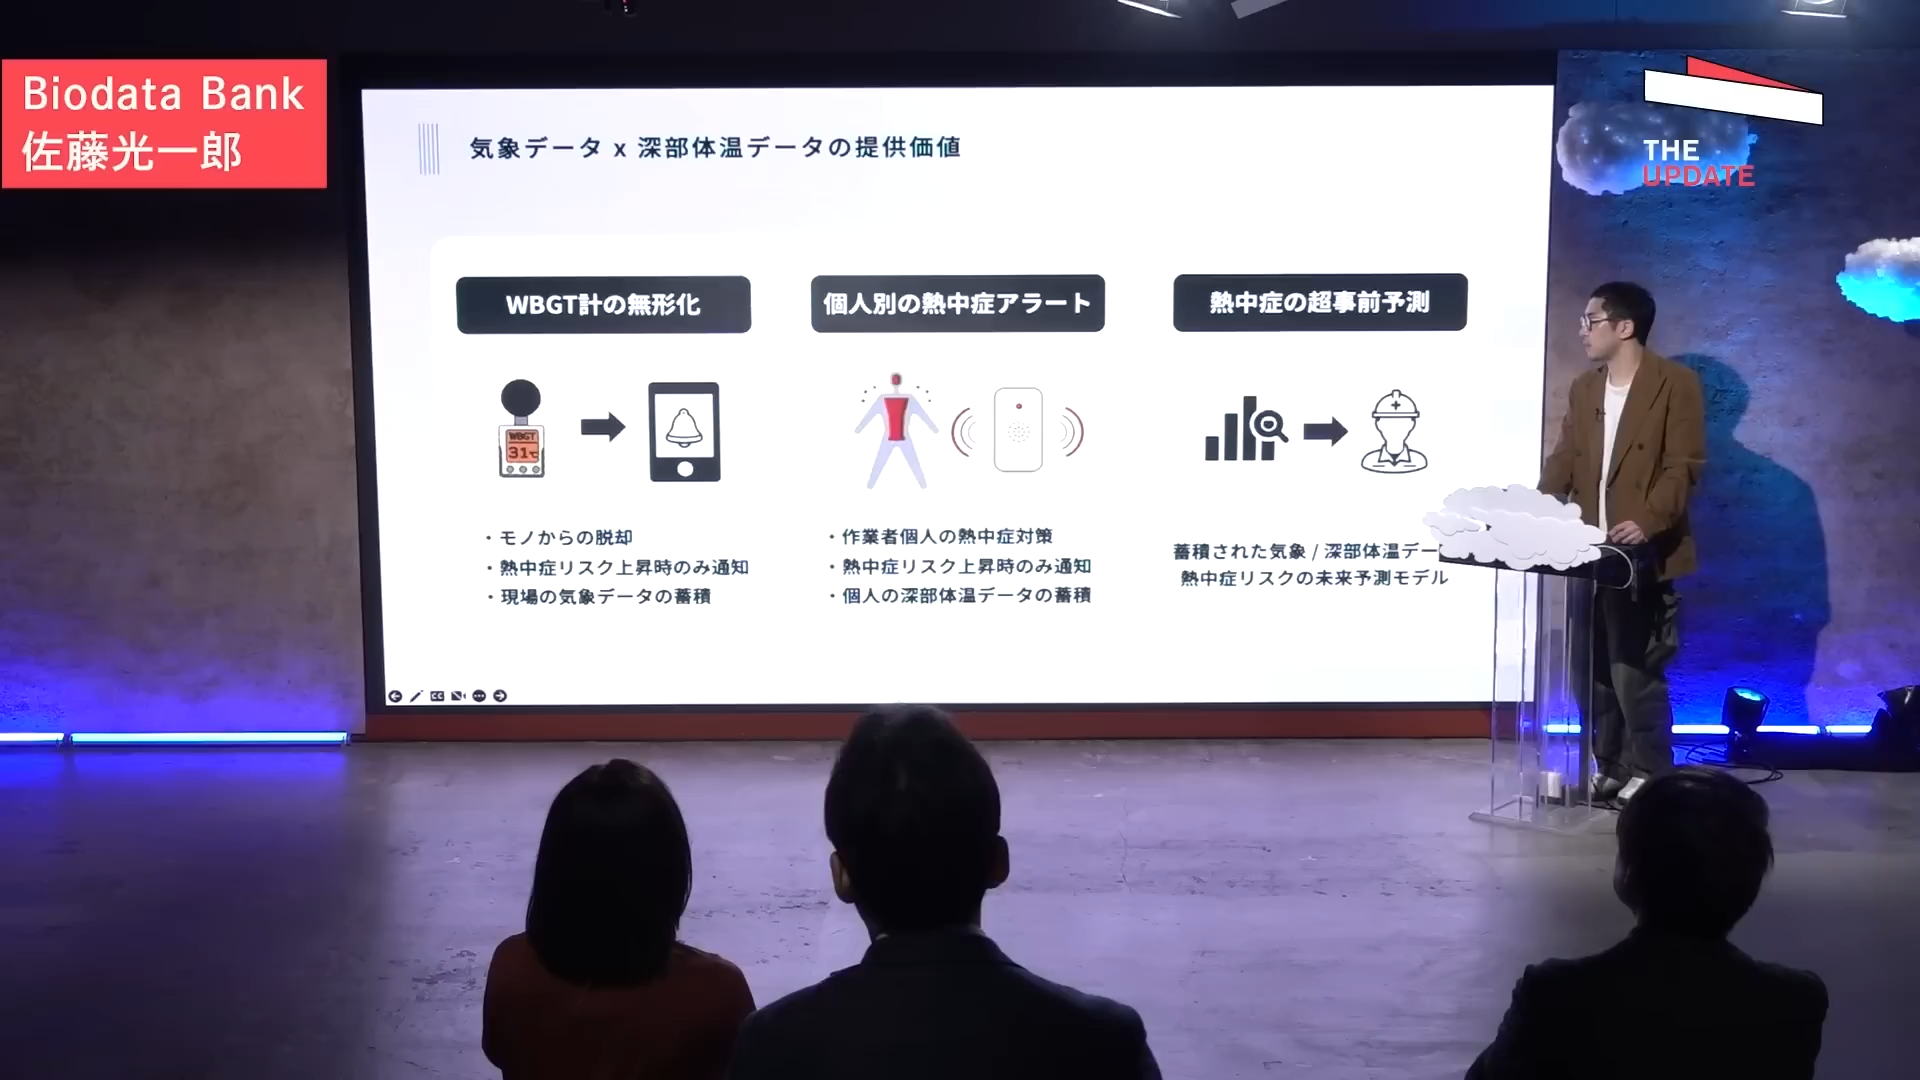 Biodata Bank
佐藤光一郎
THE
UPDATE
気象データ x 深部体温データの提供価値
WBGT計の無形化
WBGT
31℃
・モノからの脱却
・熱中症リスク上昇時のみ通知
・現場の気象データの蓄積
個人別の熱中症アラート
・作業者個人の熱中症対策
・熱中症リスク上昇時のみ通知
・個人の深部体温データの蓄積
熱中症の超事前予測
蓄積された気象 / 深部体温デー
熱中症リスクの未来予測モデル
CC